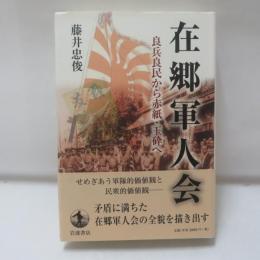 在郷軍人会
良兵良民から赤紙・玉砕へ
藤井忠俊
せめぎあう軍隊的価値観と
民衆的価値観──
矛盾に満ちた
在郷軍人会の全貌を描き出す
岩波書店